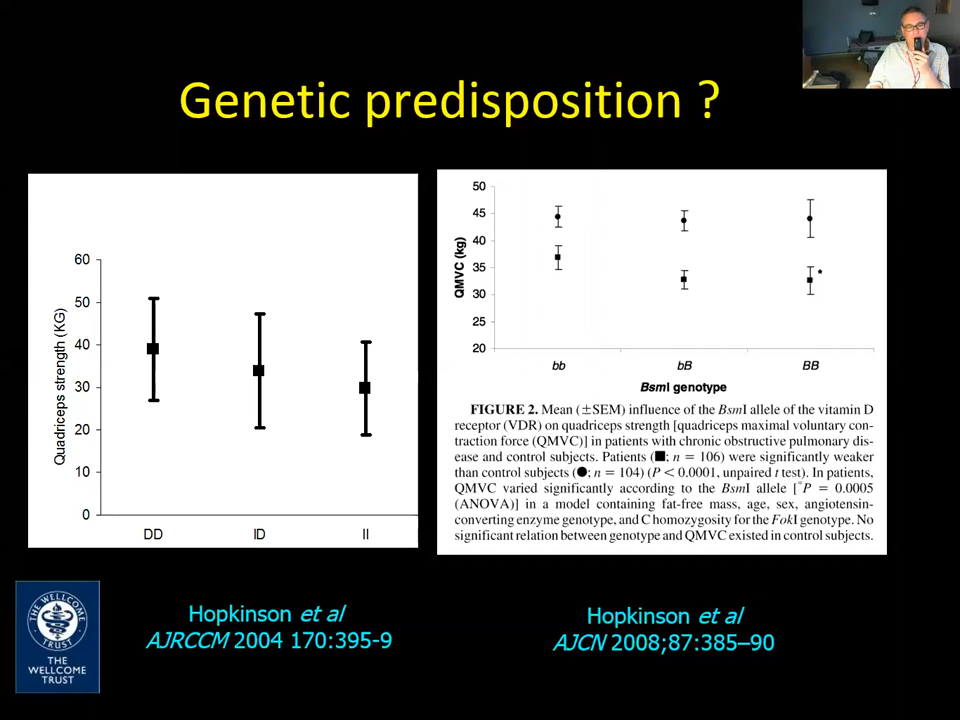 Genetic predisposition ?
60
50
40
30
20
10
0
Quadriceps strength (KG)
DD ID II
50
45
40
35
30
25
20
QMVC (kg)
*
bb bB BB
BsmI genotype
FIGURE 2. Mean (±SEM) influence of the BsmI allele of the vitamin D
receptor (VDR) on quadriceps strength [quadriceps maximal voluntary con-
traction force (QMVC)] in patients with chronic obstructive pulmonary dis-
ease and control subjects. Patients (■; n = 106) were significantly weaker
than control subjects (●; n = 104) (P < 0.0001, unpaired t test). In patients,
QMVC varied significantly according to the BsmI allele [*P = 0.0005
(ANOVA)] in a model containing fat-free mass, age, sex, angiotensin-
converting enzyme genotype, and C homozygosity for the FokI genotype. No
significant relation between genotype and QMVC existed in control subjects.
THE WELLCOME TRUST
THE
WELLCOME
TRUST
Hopkinson et al
AJRCCM 2004 170:395-9
Hopkinson et al
AJCN 2008;87:385–90